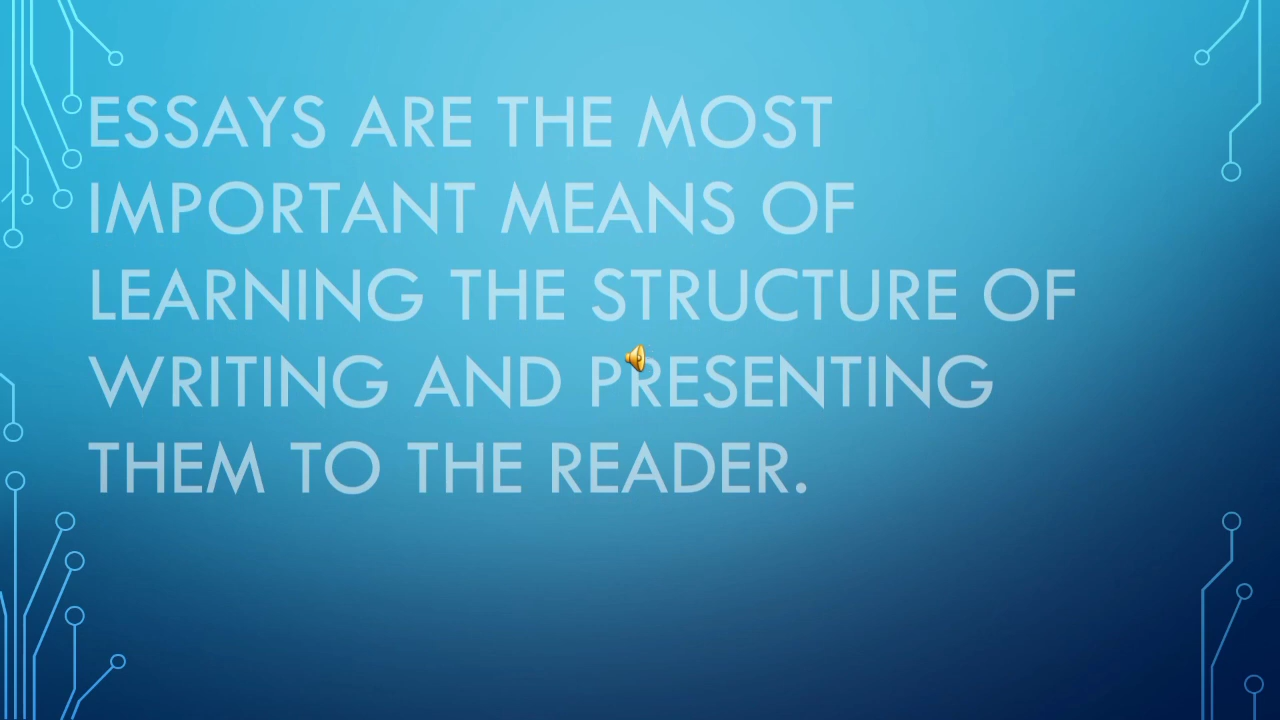 ESSAYS ARE THE MOST
IMPORTANT MEANS OF
LEARNING THE STRUCTURE OF
WRITING AND PRESENTING
THEM TO THE READER.